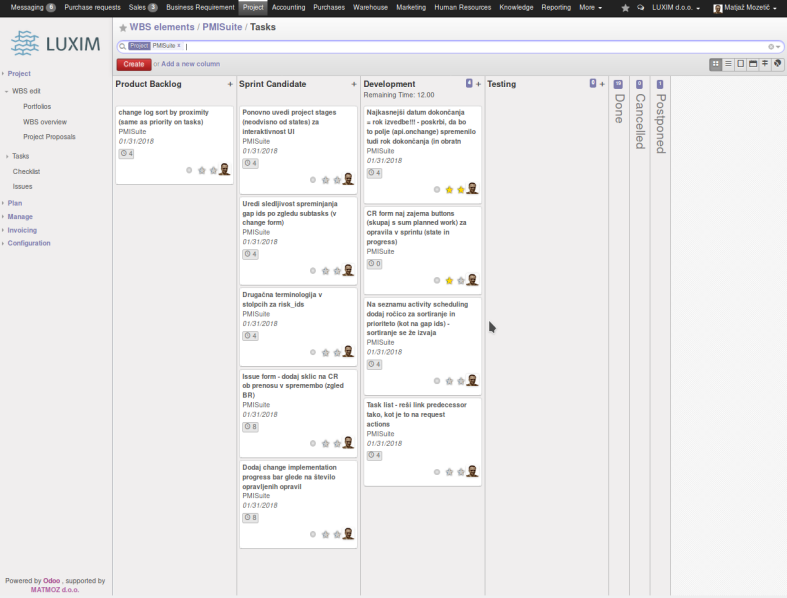 Messaging 6 Purchase requests Sales 3 Business Requirement Project Accounting Purchases Warehouse Marketing Human Resources Knowledge Reporting More LUXIM d.o.o. Matjaž Mozetič
LUXIM
WBS elements / PMISuite / Tasks
Project PMISuite x
Create or Add a new column
Project
WBS edit
Portfolios
WBS overview
Project Proposals
Tasks
Checklist
Issues
Plan
Manage
Invoicing
Configuration
Powered by Odoo , supported by
MATMOZ d.o.o.
Product Backlog +
change log sort by proximity
(same as priority on tasks)
PMISuite
01/31/2018
4
Sprint Candidate +
Ponovno uvedi project stages
(neodvisno od states) za
interaktivnost UI
PMISuite
01/31/2018
4
Uredi sledljivost spreminjanja
gap ids po zgledu subtasks (v
change form)
PMISuite
01/31/2018
4
Drugačna terminologija v
stolpcih za risk_ids
PMISuite
01/31/2018
4
Issue form - dodaj sklic na CR
ob prenosu v spremembo (zgled
BR)
PMISuite
01/31/2018
8
Dodaj change implementation
progress bar glede na število
opravljenih opravil
PMISuite
01/31/2018
8
Development 4 +
Remaining Time: 12.00
Najkasnejši datum dokončanja
= rok izvedbe!!! - poskrbi, da bo
to polje (api.onchange) spremenilo
tudi rok dokončanja (in obratn
PMISuite
01/31/2018
4
CR form naj zajema buttons
(skupaj s sum planned work) za
opravila v sprintu (state in
progress)
PMISuite
0
Na seznamu activity scheduling
dodaj ročico za sortiranje in
prioriteto (kot na gap ids) -
sortiranje se že izvaja
PMISuite
01/31/2018
4
Task list - reši link predecessor
tako, kot je to na request
actions
PMISuite
01/31/2018
4
Testing +
Done
Cancelled
Postponed